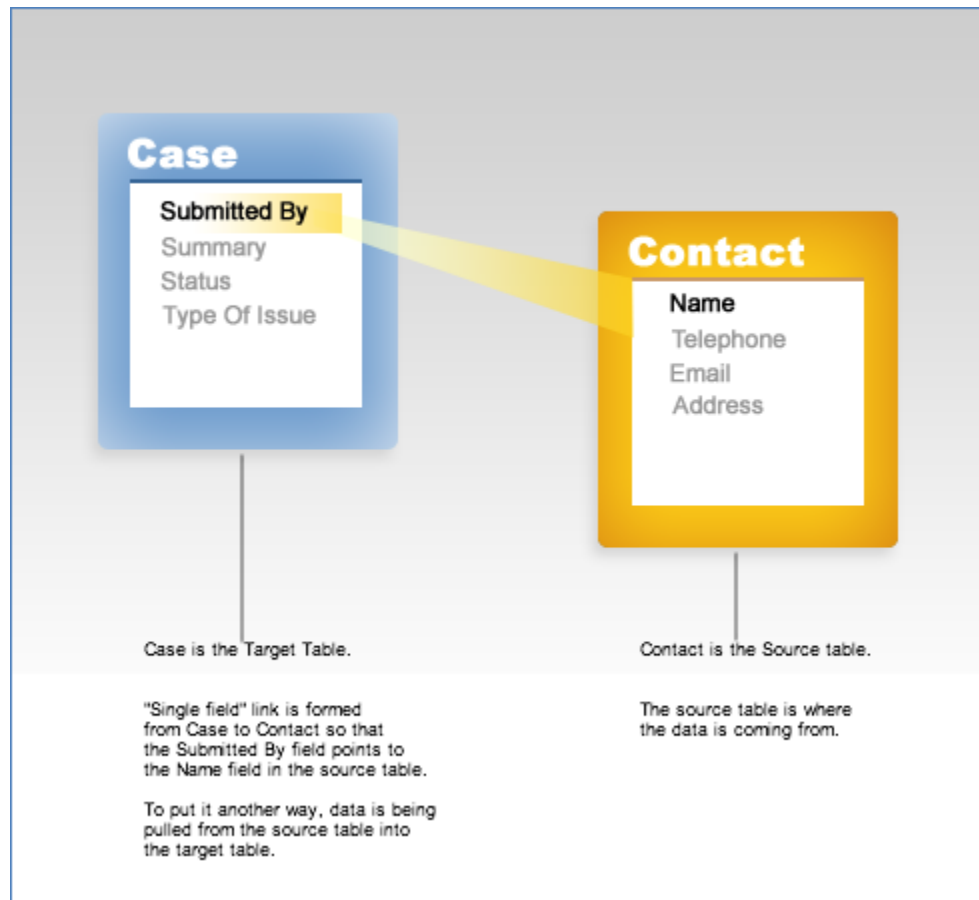 Case
Submitted By
Summary
Status
Type Of Issue
Contact
Name
Telephone
Email
Address
Case is the Target Table.
"Single field" link is formed
from Case to Contact so that
the Submitted By field points to
the Name field in the source table.
To put it another way, data is being
pulled from the source table into
the target table.
Contact is the Source table.
The source table is where
the data is coming from.